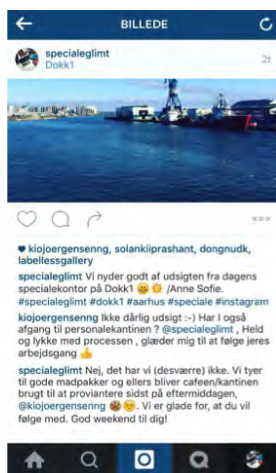 BILLEDE
specialeglimt
2t
Dokk1
kiojoergensenng, solankiiprashant, dongnudk,
labellessgallery
specialeglimt Vi nyder godt af udsigten fra dagens
specialekontor på Dokk1 😄☀️ /Anne Sofie.
#specialeglimt #dokk1 #aarhus #speciale #instagram
kiojoergensenng Ikke dårlig udsigt :-) Har I også
afgang til personalekantinen ? @specialeglimt , Held
og lykke med processen , glæder mig til at følge jeres
arbejdsgang 👍
specialeglimt Nej, det har vi (desværre) ikke. Vi tyer
til gode madpakker og ellers bliver cafeen/kantinen
brugt til at proviantere sidst på eftermiddagen,
@kiojoergensenng 🍪😊. Vi er glade for, at du vil
følge med. God weekend til dig!